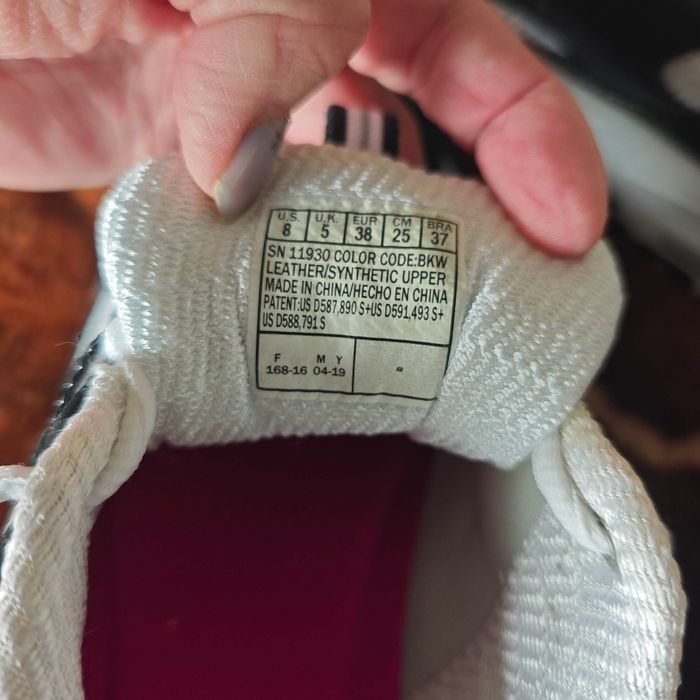 U.S. U.K. EUR CM BRA
8 5 38 25 37
SN 11930 COLOR CODE:BKW
LEATHER/SYNTHETIC UPPER
MADE IN CHINA/HECHO EN CHINA
PATENT:US D587,890 S+US D591,493 S+
US D588,791 S
F M Y
168-16 04-19